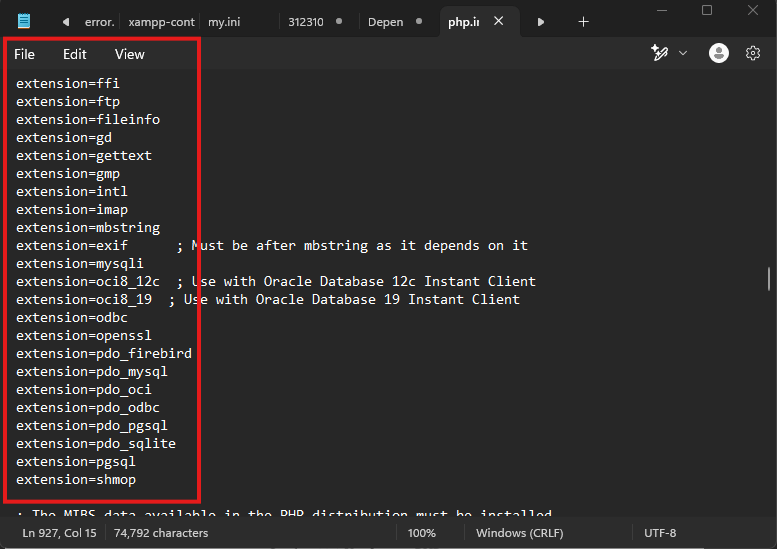 error.
xampp-cont
my.ini
312310
Depen
php.in
File
Edit
View
extension=ffi
extension=ftp
extension=fileinfo
extension=gd
extension=gettext
extension=gmp
extension=intl
extension=imap
extension=mbstring
extension=exif ; Must be after mbstring as it depends on it
extension=mysqli
extension=oci8_12c ; Use with Oracle Database 12c Instant Client
extension=oci8_19 ; Use with Oracle Database 19 Instant Client
extension=odbc
extension=openssl
extension=pdo_firebird
extension=pdo_mysql
extension=pdo_oci
extension=pdo_odbc
extension=pdo_pgsql
extension=pdo_sqlite
extension=pgsql
extension=shmop
; The MIBS data available in the PHP distribution must be installed
Ln 927, Col 15
74,792 characters
100%
Windows (CRLF)
UTF-8